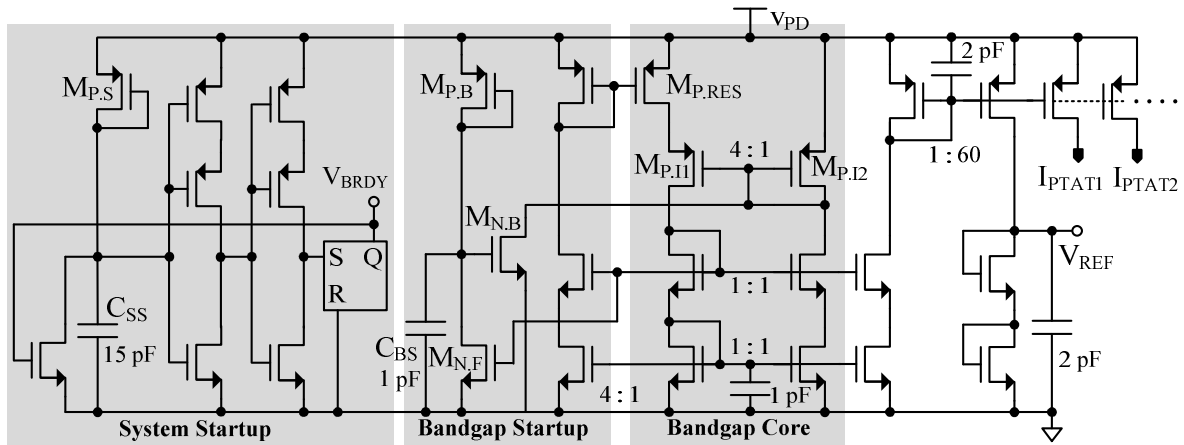 vPD
MP.S
MP.B
MP.RES
2 pF
4 : 1
MP.I1
MP.I2
1 : 60
IPTAT1
IPTAT2
VBRDY
MN.B
S Q
R
VREF
1 : 1
CSS
15 pF
CBS
1 pF
MN.F
1 : 1
2 pF
4 : 1
1 pF
System Startup
Bandgap Startup
Bandgap Core